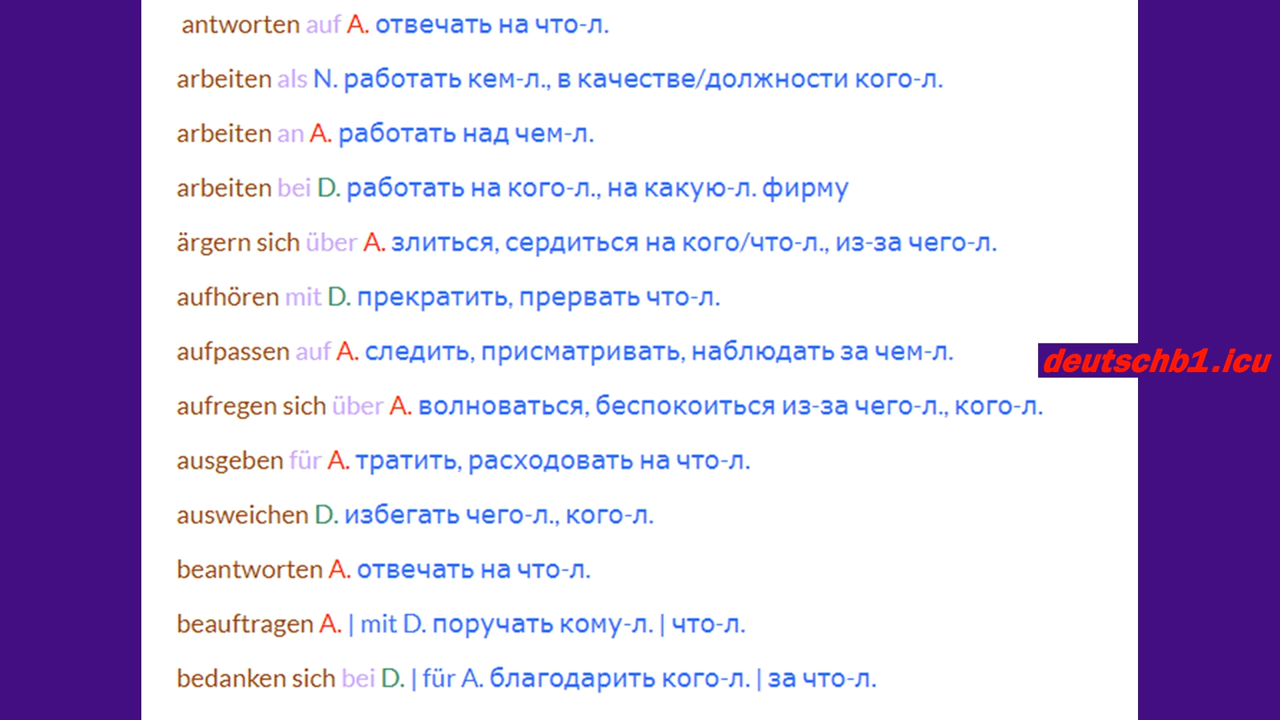 antworten auf A. отвечать на что-л.
arbeiten als N. работать кем-л., в качестве/должности кого-л.
arbeiten an A. работать над чем-л.
arbeiten bei D. работать на кого-л., на какую-л. фирму
ärgern sich über A. злиться, сердиться на кого/что-л., из-за чего-л.
aufhören mit D. прекратить, прервать что-л.
aufpassen auf A. следить, присматривать, наблюдать за чем-л.
deutschb1.icu
aufregen sich über A. волноваться, беспокоиться из-за чего-л., кого-л.
ausgeben für A. тратить, расходовать на что-л.
ausweichen D. избегать чего-л., кого-л.
beantworten A. отвечать на что-л.
beauftragen A. | mit D. поручать кому-л. | что-л.
bedanken sich bei D. | für A. благодарить кого-л. | за что-л.